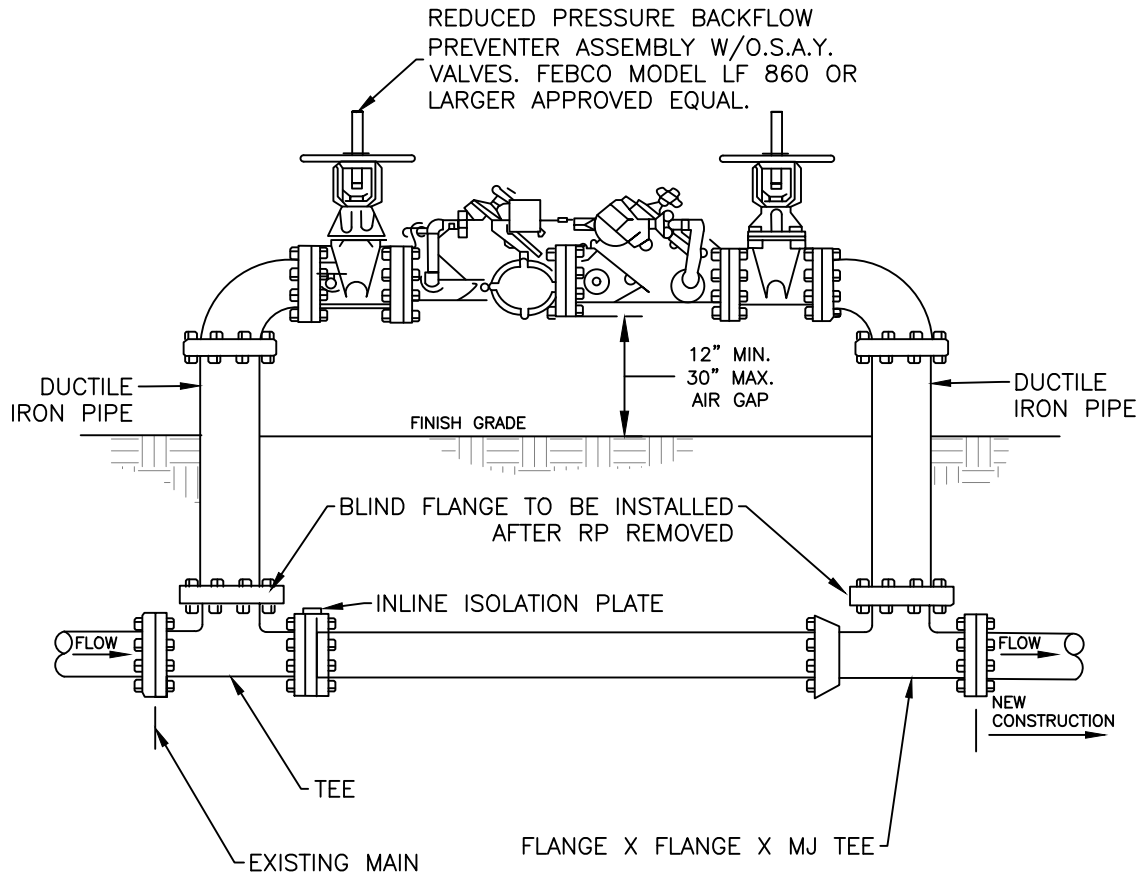 REDUCED PRESSURE BACKFLOW
PREVENTER ASSEMBLY W/O.S.A.Y.
VALVES. FEBCO MODEL LF 860 OR
LARGER APPROVED EQUAL.
12" MIN.
30" MAX.
AIR GAP
DUCTILE
IRON PIPE
DUCTILE
IRON PIPE
FINISH GRADE
BLIND FLANGE TO BE INSTALLED
AFTER RP REMOVED
INLINE ISOLATION PLATE
FLOW
FLOW
NEW
CONSTRUCTION
TEE
FLANGE X FLANGE X MJ TEE
EXISTING MAIN